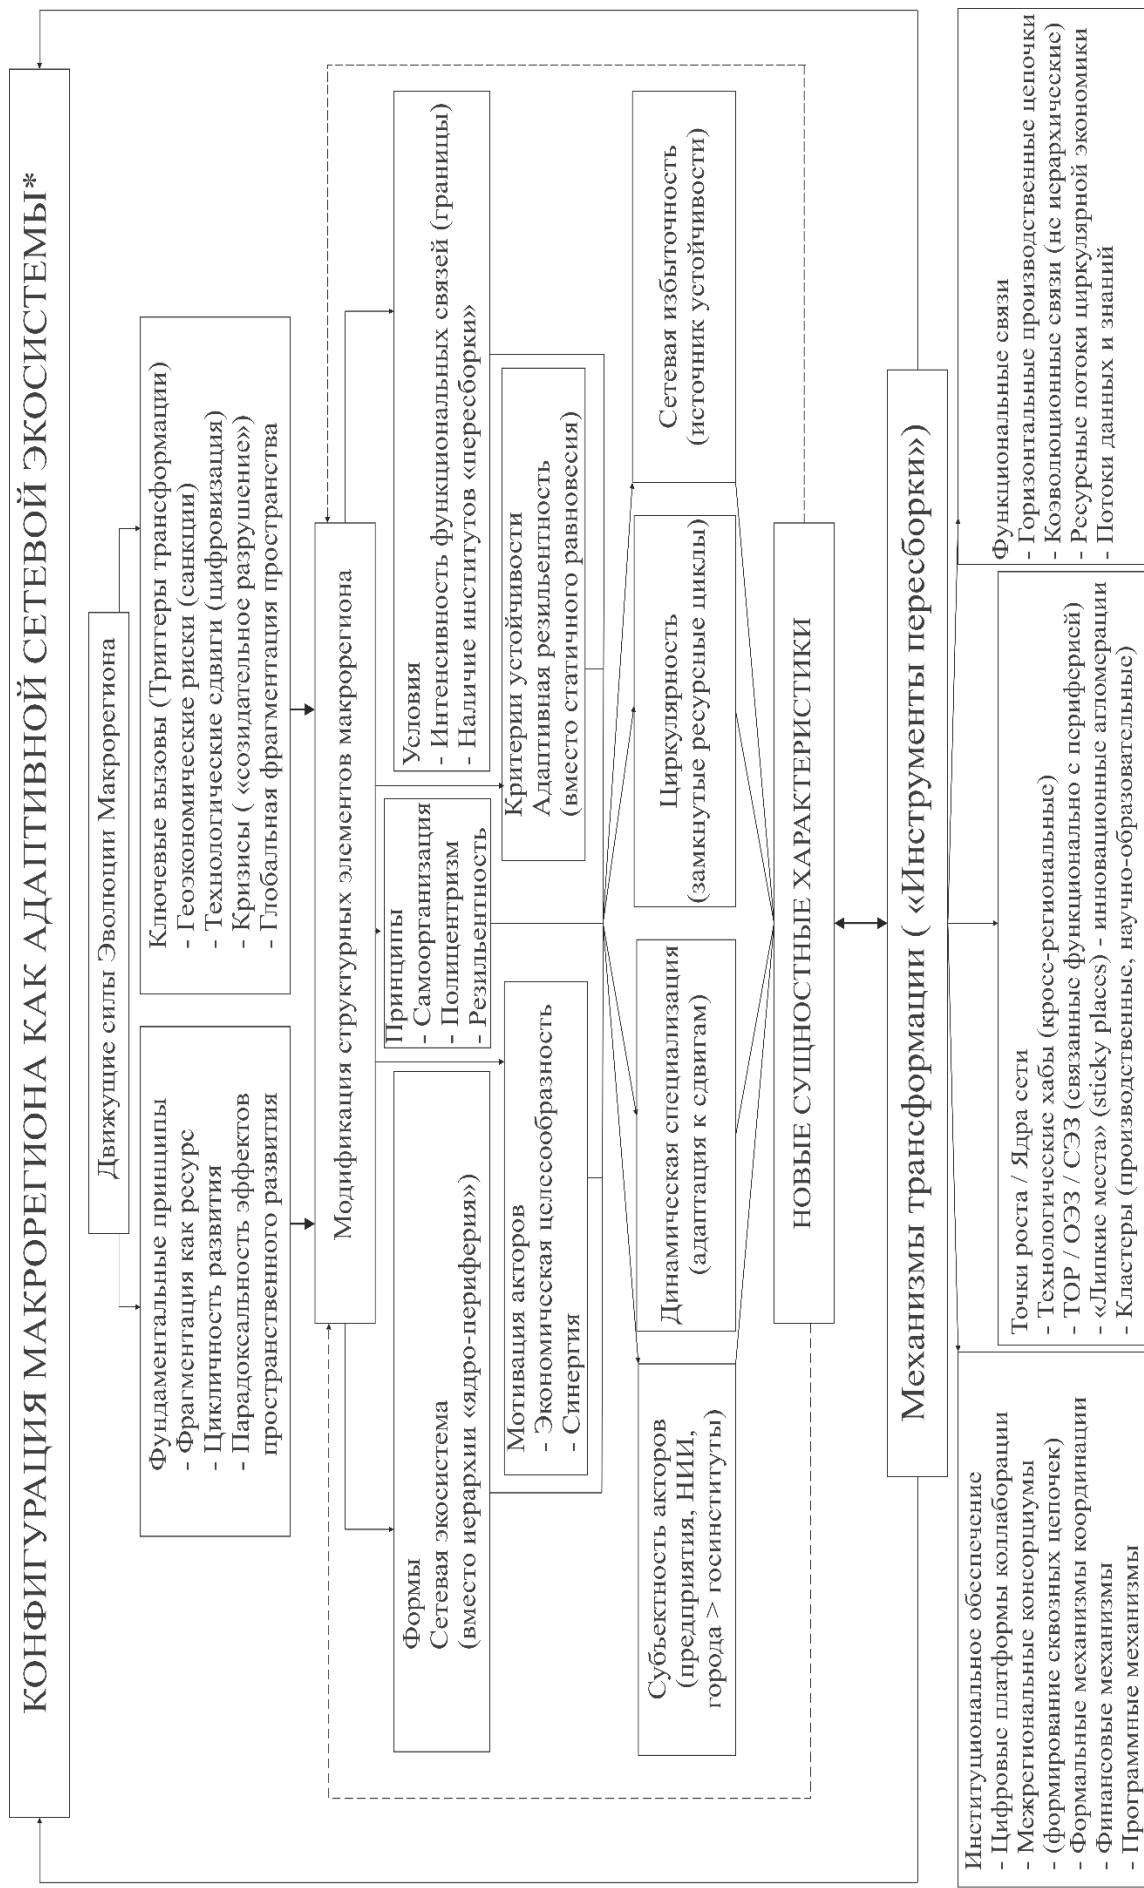 КОНФИГУРАЦИЯ МАКРОРЕГИОНА КАК АДАПТИВНОЙ СЕТЕВОЙ ЭКОСИСТЕМЫ*
Движущие силы Эволюции Макрорегиона
Фундаментальные принципы
- Фрагментация как ресурс
- Цикличность развития
- Парадоксальность эффектов
пространственного развития
Ключевые вызовы (Триггеры трансформации)
- Геоэкономические риски (санкции)
- Технологические сдвиги (цифровизация)
- Кризисы ( «созидательное разрушение»)
- Глобальная фрагментация пространства
Модификация структурных элементов макрорегиона
Формы
Сетевая экосистема
(вместо иерархии «ядро-периферия»)
Принципы
- Самоорганизация
- Полицентризм
- Резильентность
Условия
- Интенсивность функциональных связей (границы)
- Наличие институтов «пересборки»
Мотивация акторов
- Экономическая целесообразность
- Синергия
Критерии устойчивости
Адаптивная резильентность
(вместо статичного равновесия)
Субъектность акторов
(предприятия, НИИ,
города > госинституты)
Динамическая специализация
(адаптация к сдвигам)
Циркулярность
(замкнутые ресурсные циклы)
Сетевая избыточность
(источник устойчивости)
НОВЫЕ СУЩНОСТНЫЕ ХАРАКТЕРИСТИКИ
Механизмы трансформации ( «Инструменты пересборки»)
Институциональное обеспечение
- Цифровые платформы коллаборации
- Межрегиональные консорциумы
- (формирование сквозных цепочек)
- Формальные механизмы координации
- Финансовые механизмы
- Программные механизмы
Точки роста / Ядра сети
- Технологические хабы (кросс-региональные)
- ТОР / ОЭЗ / СЭЗ (связанные функционально с периферией)
- «Липкие места» (sticky places) - инновационные агломерации
- Кластеры (производственные, научно-образовательные)
Функциональные связи
- Горизонтальные производственные цепочки
- Коэволюционные связи (не иерархические)
- Ресурсные потоки циркулярной экономики
- Потоки данных и знаний